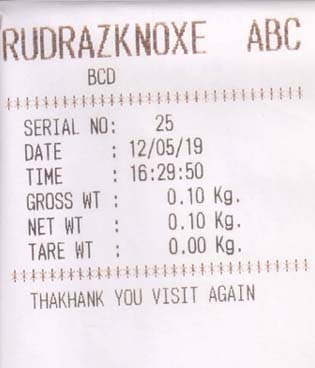 RUDRAZKNOXE ABC
BCD
SERIAL NO: 25
DATE : 12/05/19
TIME : 16:29:50
GROSS WT : 0.10 Kg.
NET WT : 0.10 Kg.
TARE WT : 0.00 Kg.
THAKHANK YOU VISIT AGAIN